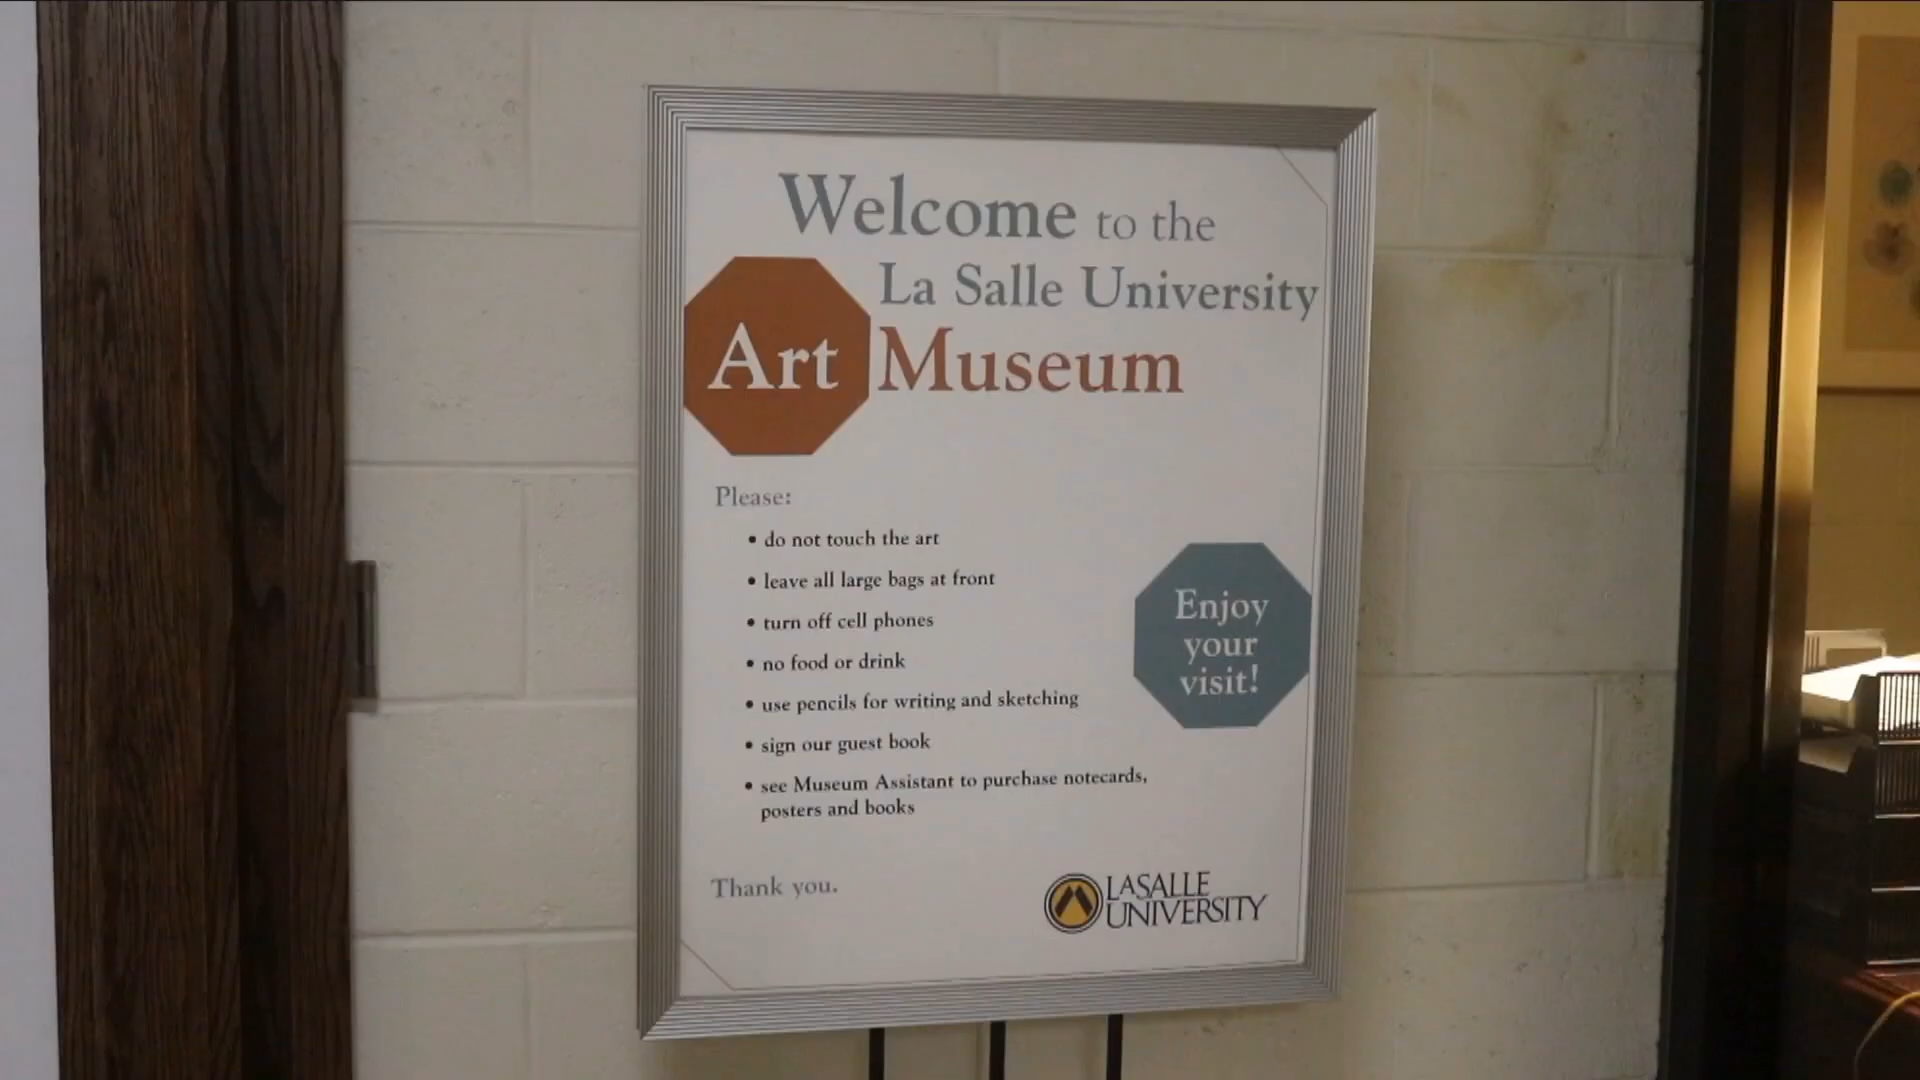 Welcome to the
La Salle University
Art Museum
Please:
• do not touch the art
• leave all large bags at front
• turn off cell phones
• no food or drink
• use pencils for writing and sketching
• sign our guest book
• see Museum Assistant to purchase notecards,
posters and books
Enjoy
your
visit!
Thank you.
LASALLE
UNIVERSITY